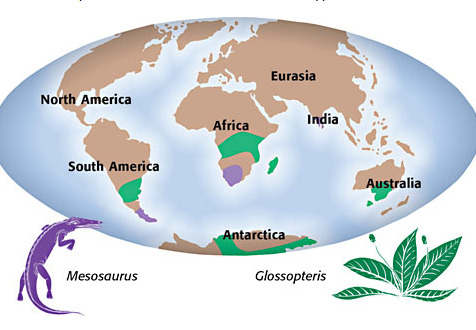 Eurasia
North America
India
Africa
South America
Australia
Antarctica
Mesosaurus
Glossopteris